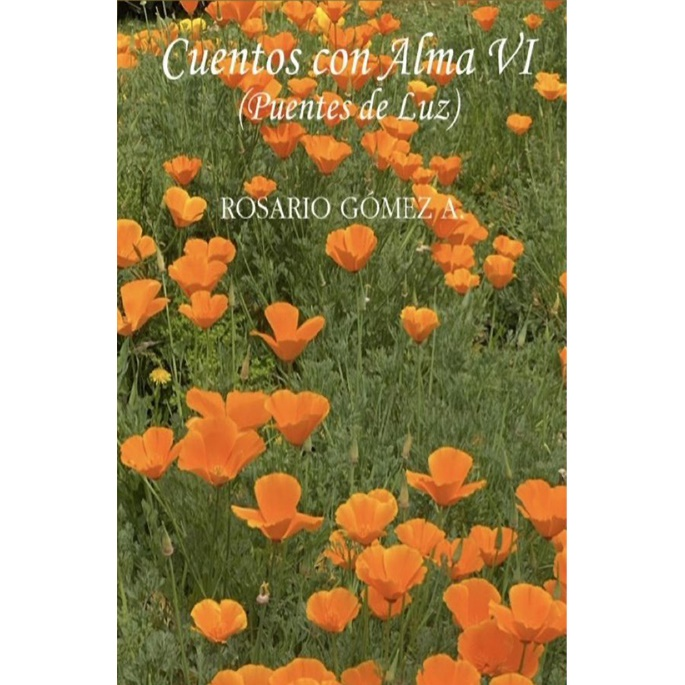 Cuentos con Alma VI
(Puentes de Luz)
ROSARIO GÓMEZ A.